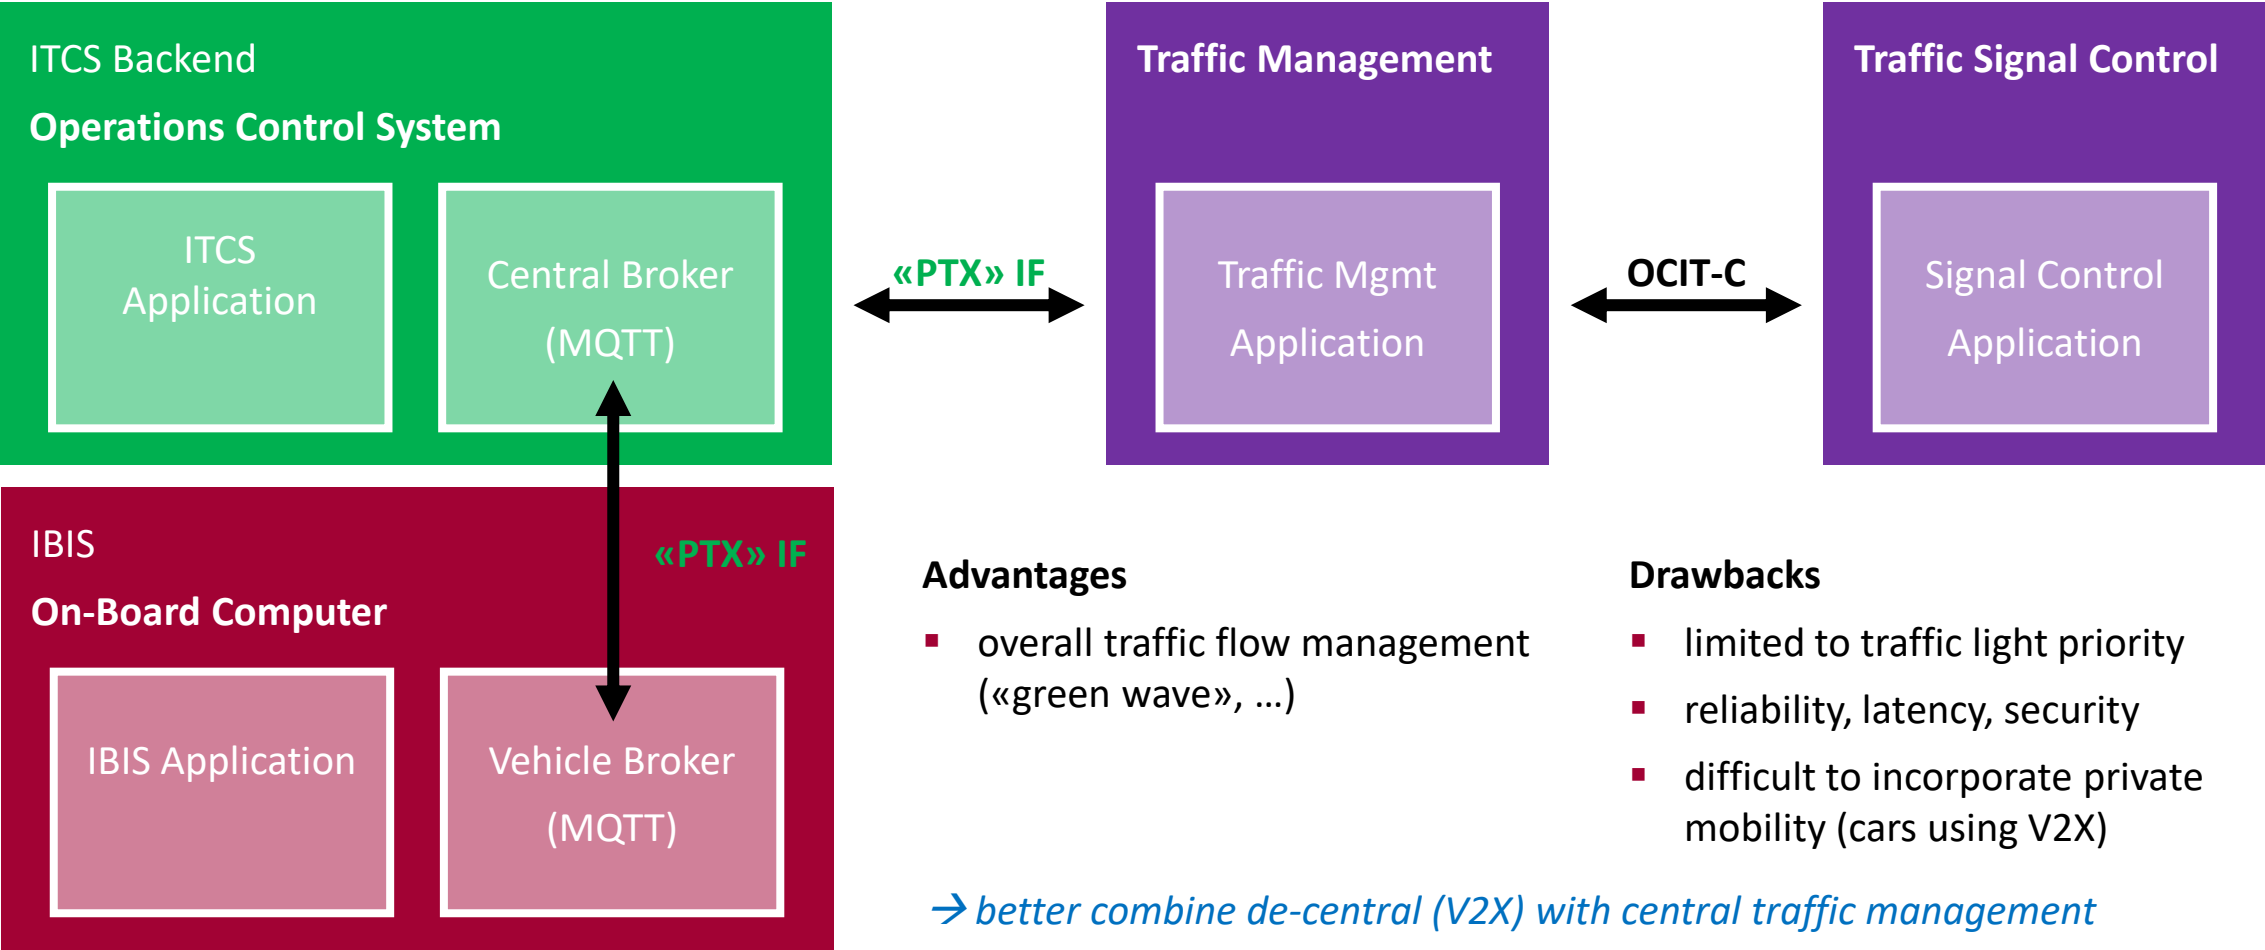 ITCS Backend
Operations Control System
ITCS
Application
Central Broker
(MQTT)
«PTX» IF
Traffic Management
Traffic Mgmt
Application
OCIT-C
Traffic Signal Control
Signal Control
Application
IBIS
On-Board Computer
«PTX» IF
IBIS Application
Vehicle Broker
(MQTT)
Advantages
▪ overall traffic flow management
(«green wave», ...)
Drawbacks
▪ limited to traffic light priority
▪ reliability, latency, security
▪ difficult to incorporate private
mobility (cars using V2X)
→ better combine de-central (V2X) with central traffic management